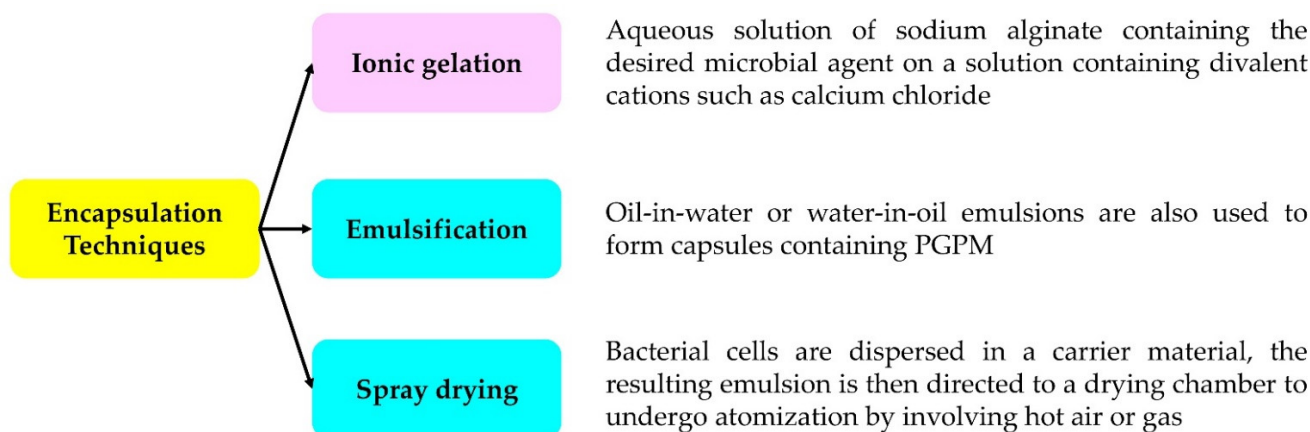 Ionic gelation
Aqueous solution of sodium alginate containing the
desired microbial agent on a solution containing divalent
cations such as calcium chloride
Encapsulation
Techniques
Emulsification
Oil-in-water or water-in-oil emulsions are also used to
form capsules containing PGPM
Spray drying
Bacterial cells are dispersed in a carrier material, the
resulting emulsion is then directed to a drying chamber to
undergo atomization by involving hot air or gas